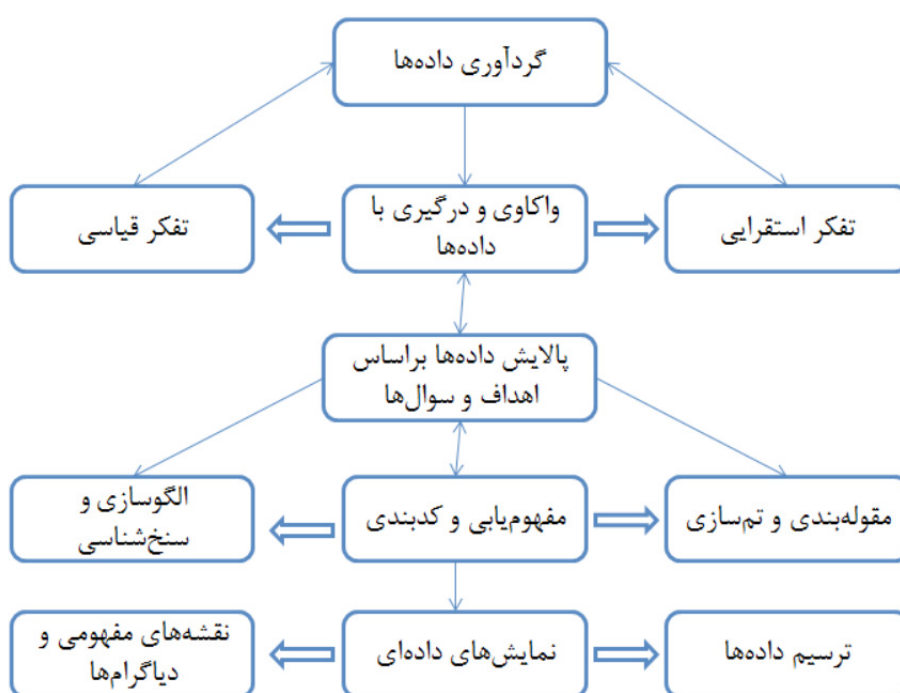 گردآوری داده‌ها
تفکر استقرایی
واکاوی و درگیری با
داده‌ها
تفکر قیاسی
پالایش داده‌ها براساس
اهداف و سوال‌ها
مقوله‌بندی و تم‌سازی
مفهوم‌یابی و کدبندی
الگوسازی و
سنخ‌شناسی
ترسیم داده‌ها
نمایش‌های داده‌ای
نقشه‌های مفهومی و
دیاگرام‌ها